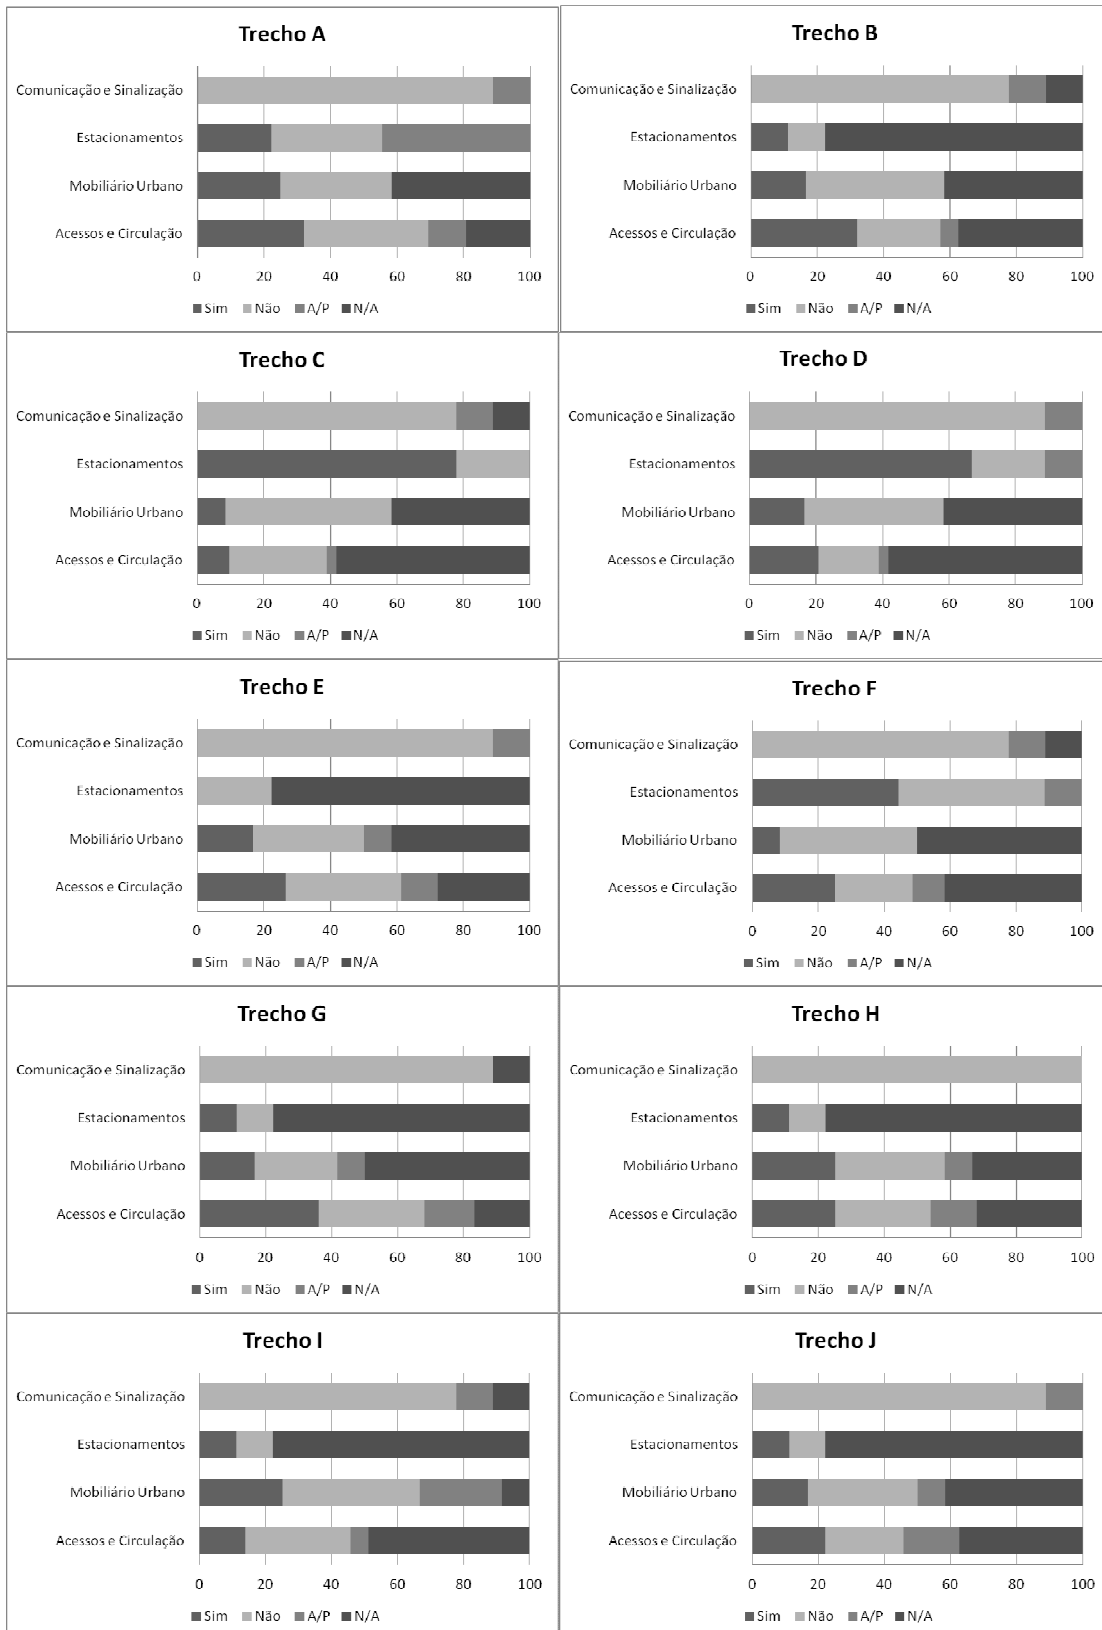 Trecho A
Comunicação e Sinalização
Estacionamentos
Mobiliário Urbano
Acessos e Circulação
0 20 40 60 80 100
Sim Não A/P N/A
Trecho B
Comunicação e Sinalização
Estacionamentos
Mobiliário Urbano
Acessos e Circulação
0 20 40 60 80 100
Sim Não A/P N/A
Trecho C
Comunicação e Sinalização
Estacionamentos
Mobiliário Urbano
Acessos e Circulação
0 20 40 60 80 100
Sim Não A/P N/A
Trecho D
Comunicação e Sinalização
Estacionamentos
Mobiliário Urbano
Acessos e Circulação
0 20 40 60 80 100
Sim Não A/P N/A
Trecho E
Comunicação e Sinalização
Estacionamentos
Mobiliário Urbano
Acessos e Circulação
0 20 40 60 80 100
Sim Não A/P N/A
Trecho F
Comunicação e Sinalização
Estacionamentos
Mobiliário Urbano
Acessos e Circulação
0 20 40 60 80 100
Sim Não A/P N/A
Trecho G
Comunicação e Sinalização
Estacionamentos
Mobiliário Urbano
Acessos e Circulação
0 20 40 60 80 100
Sim Não A/P N/A
Trecho H
Comunicação e Sinalização
Estacionamentos
Mobiliário Urbano
Acessos e Circulação
0 20 40 60 80 100
Sim Não A/P N/A
Trecho I
Comunicação e Sinalização
Estacionamentos
Mobiliário Urbano
Acessos e Circulação
0 20 40 60 80 100
Sim Não A/P N/A
Trecho J
Comunicação e Sinalização
Estacionamentos
Mobiliário Urbano
Acessos e Circulação
0 20 40 60 80 100
Sim Não A/P N/A